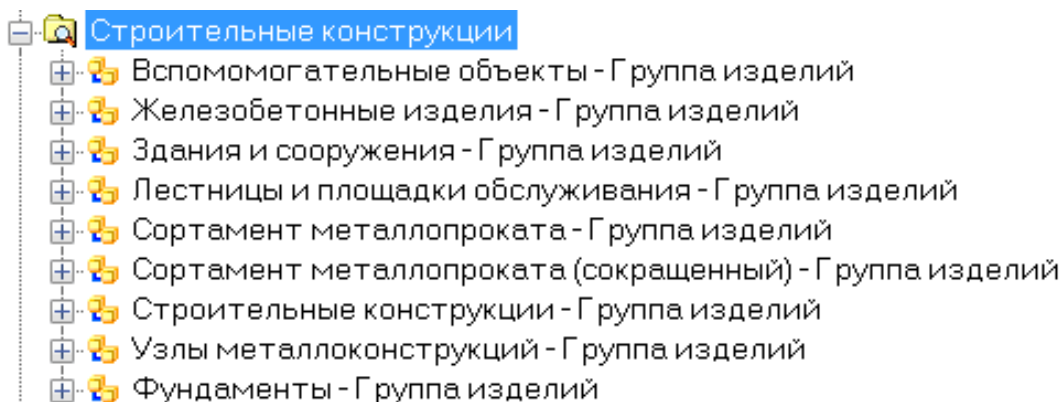 Строительные конструкции
Вспомомогательные объекты - Группа изделий
Железобетонные изделия - Группа изделий
Здания и сооружения - Группа изделий
Лестницы и площадки обслуживания - Группа изделий
Сортамент металлопроката - Группа изделий
Сортамент металлопроката (сокращенный) - Группа изделий
Строительные конструкции - Группа изделий
Узлы металлоконструкций - Группа изделий
Фундаменты - Группа изделий